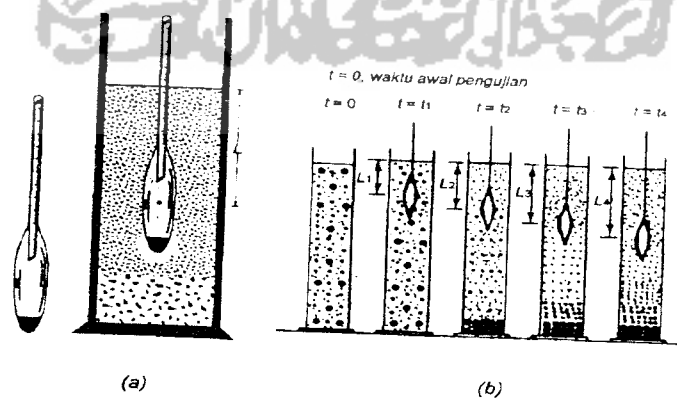 t = 0, waktu awal pengujian
t = 0 t = t₁ t = t₂ t = t₃ t = t₄
L
L₁ L₂ L₃ L₄
(a) (b)